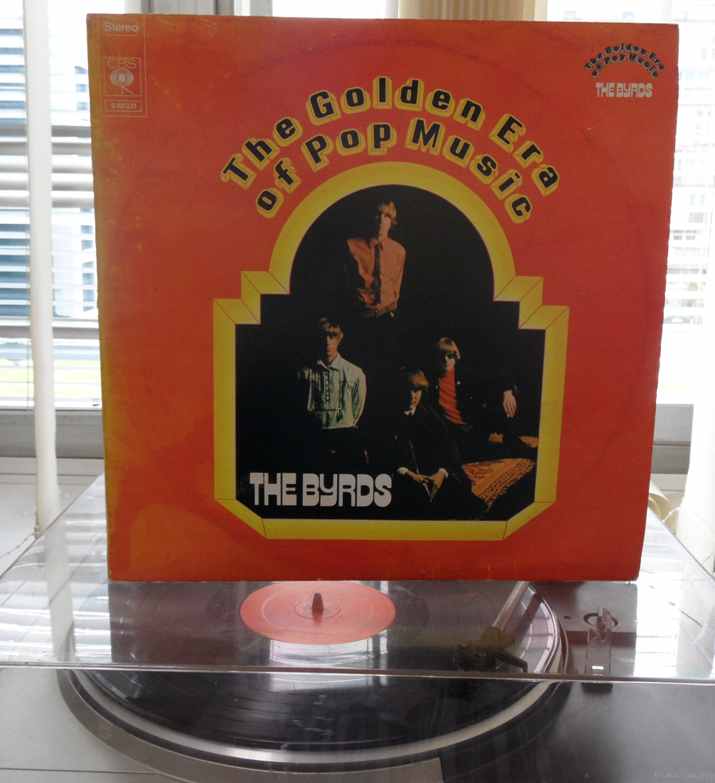 Stereo
CBS
The Golden Era
of Pop Music
THE BYRDS
The Golden Era
of Pop Music
THE BYRDS